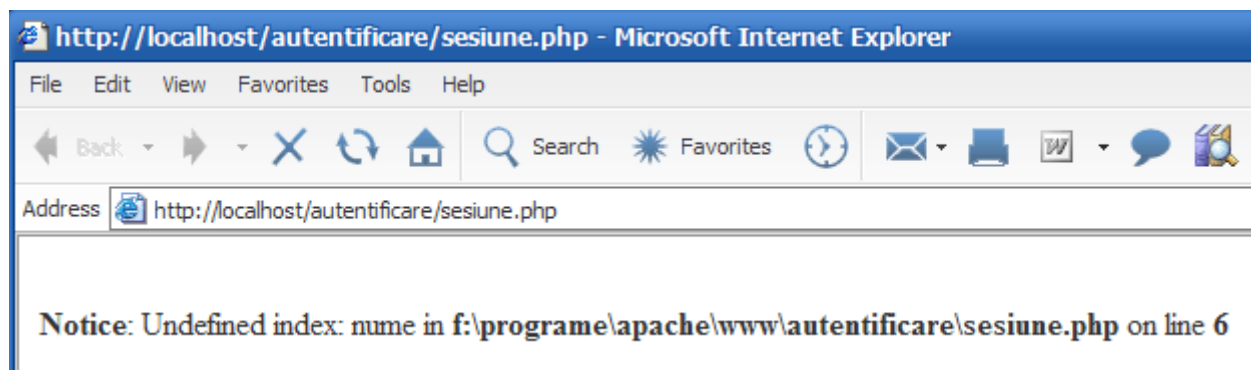 http://localhost/autentificare/sesiune.php - Microsoft Internet Explorer
File Edit View Favorites Tools Help
Back Search Favorites W
Address http://localhost/autentificare/sesiune.php
Notice: Undefined index: nume in f:\programe\apache\www\autentificare\sesiune.php on line 6